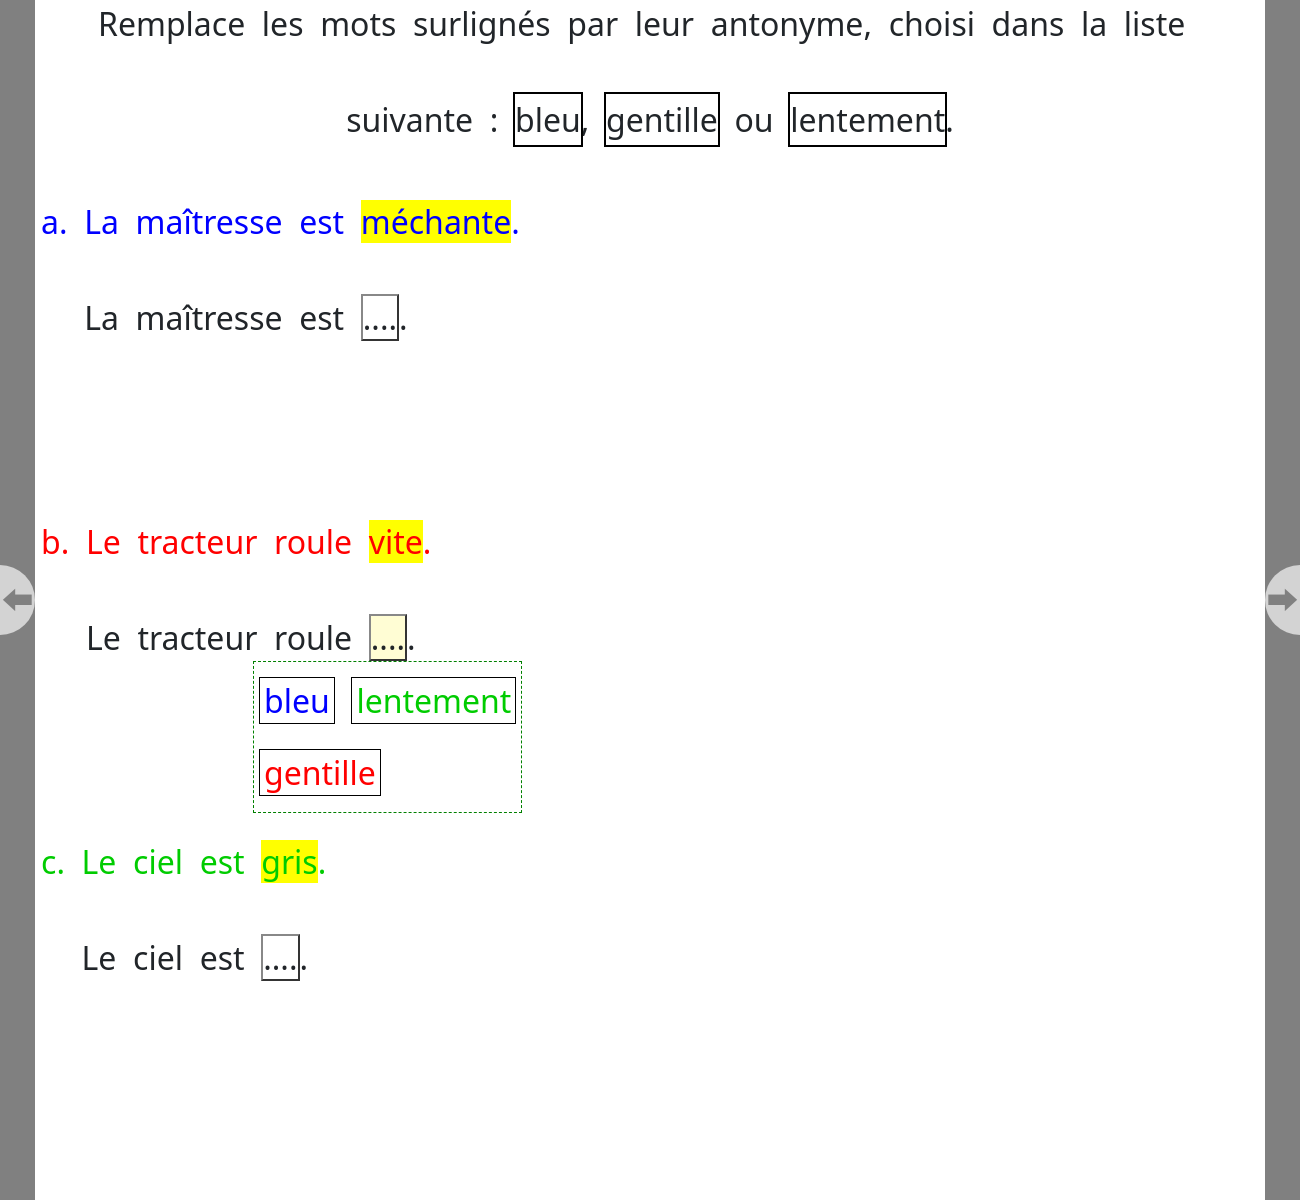 Remplace les mots surlignés par leur antonyme, choisi dans la liste
suivante : bleu, gentille ou lentement.
a. La maîtresse est méchante.
La maîtresse est .....
b. Le tracteur roule vite.
Le tracteur roule .....
bleu lentement
gentille
c. Le ciel est gris.
Le ciel est .....